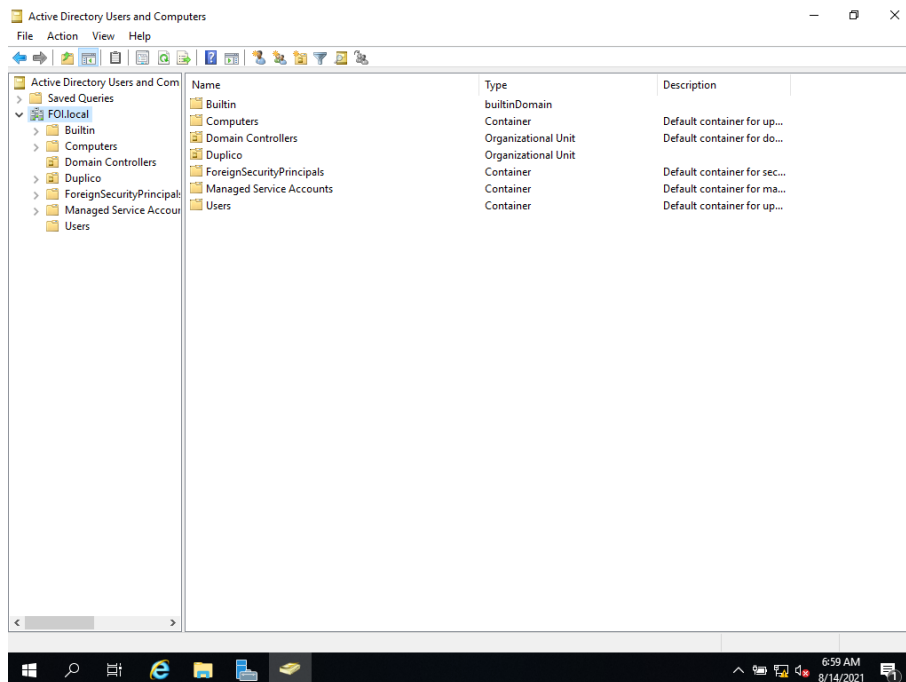 Active Directory Users and Computers
File Action View Help
Active Directory Users and Com
Saved Queries
FOI.local
Builtin
Computers
Domain Controllers
Duplico
ForeignSecurityPrincipals
Managed Service Accour
Users
Name Type Description
Builtin builtinDomain
Computers Container Default container for up...
Domain Controllers Organizational Unit Default container for do...
Duplico Organizational Unit
ForeignSecurityPrincipals Container Default container for sec...
Managed Service Accounts Container Default container for ma...
Users Container Default container for up...
6:59 AM
8/14/2021
1